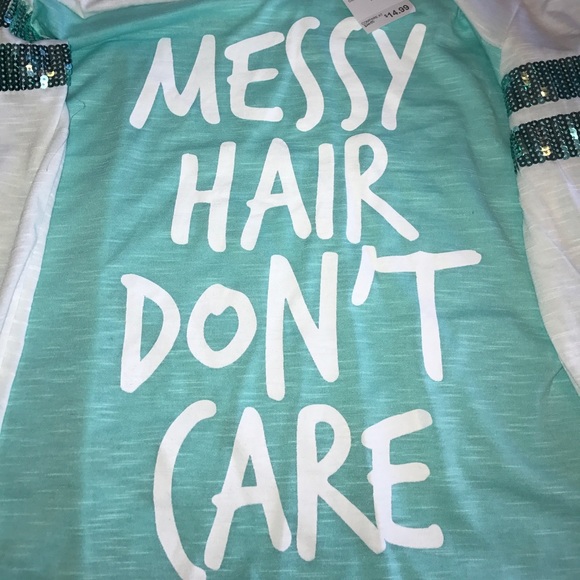 $14.99
MESSY
HAIR
DON'T
CARE